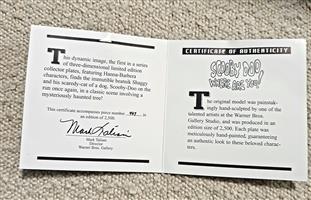 This dynamic image, the first in a series
of three-dimensional limited edition
collector plates, featuring Hanna-Barbera
characters, finds the immutable beatnik Shaggy
and his scaredy-cat of a dog, Scooby-Doo on the
run once again, in a classic scene involving a
mysteriously haunted tree!
This certificate accompanies piece number
an edition of 2,500.
Mark
Director
Warner Bros. Gallery
CERTIFICATE OF AUTHENTICITY
SCOOBY DOO,
WHERE ARE YOU!
The original model was painstak-
ingly hand-sculpted by one of the
talented artists at the Warner Bros.
Gallery Studio, and was produced in an
edition size of 2,500. Each plate was
meticulously hand-painted, guaranteeing
an authentic look to these beloved charac-
ters.